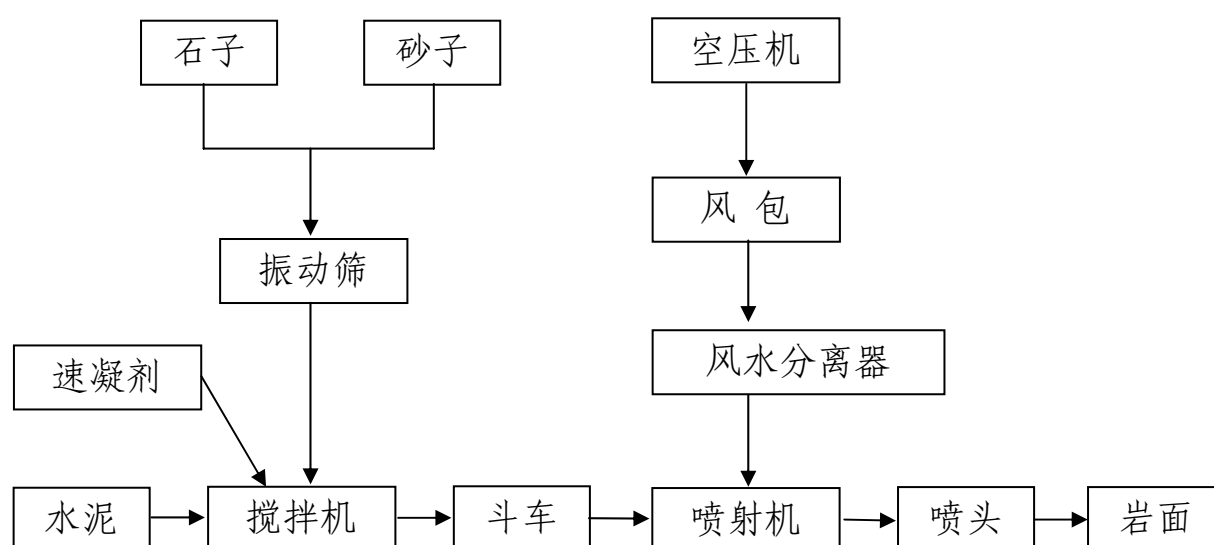 石子
砂子
空压机
风 包
振动筛
风水分离器
速凝剂
水泥
搅拌机
斗车
喷射机
喷头
岩面